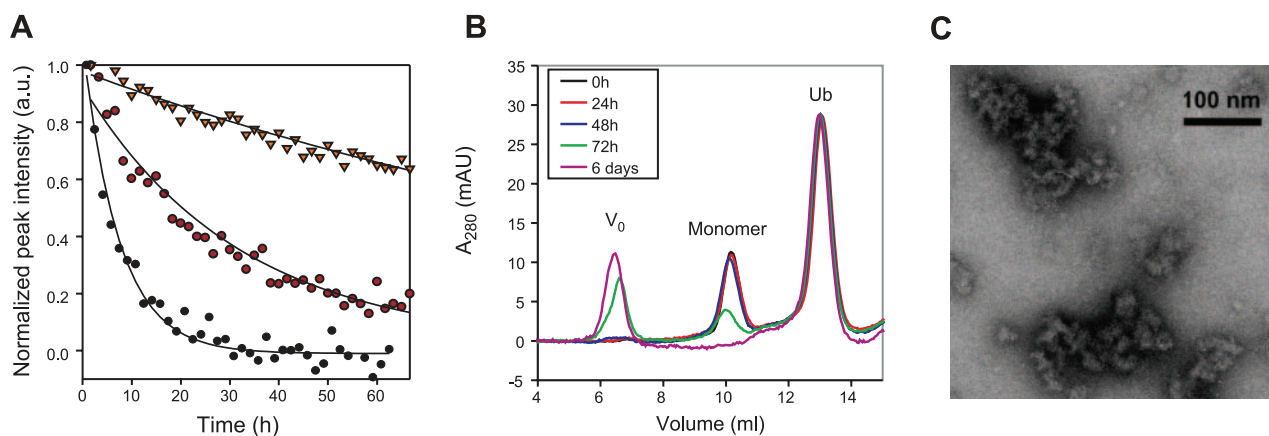 A
Normalized peak intensity (a.u.)
1.0
0.8
0.6
0.4
0.2
0.0
0 10 20 30 40 50 60
Time (h)
B
A280 (mAU)
35
30
25
20
15
10
5
0
-5
0h
24h
48h
72h
6 days
V0
Monomer
Ub
4 6 8 10 12 14
Volume (ml)
C
100 nm